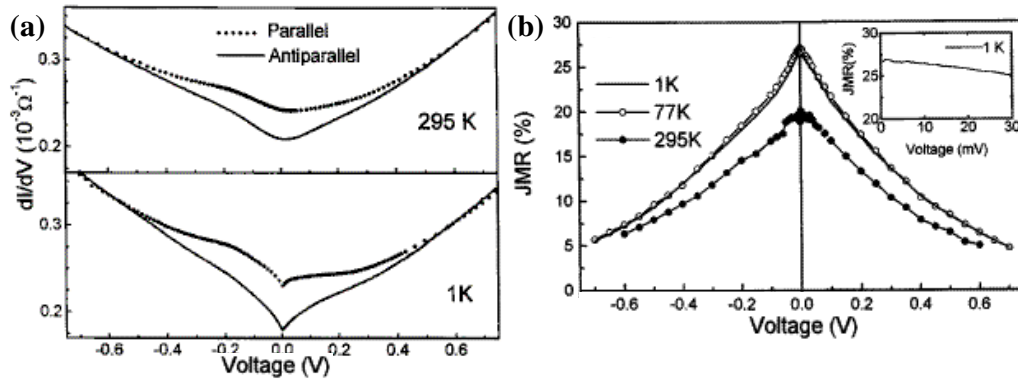 (a)
Parallel
Antiparallel
0.3
0.2
295 K
dI/dV (10⁻³Ω⁻¹)
0.3
0.2
1K
-0.6 -0.4 -0.2 0.0 0.2 0.4 0.6
Voltage (V)
(b)
30
25
20
15
10
5
0
JMR (%)
1K
77K
295K
-0.6 -0.4 -0.2 0.0 0.2 0.4 0.6
Voltage (V)
1 K
30
25
20
JMR(%)
0 10 20 30
Voltage (mV)